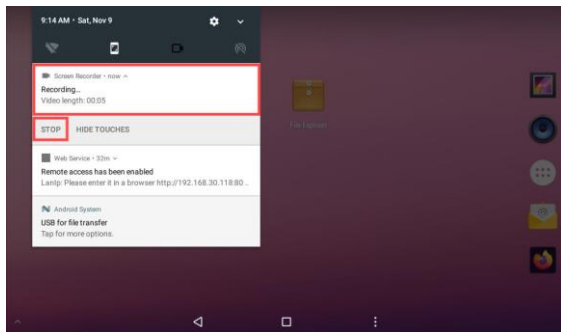 9:14 AM • Sat, Nov 9
Screen Recorder • now
Recording...
Video length: 00:05
STOP HIDE TOUCHES
Web Service • 32m
Remote access has been enabled
LanIp: Please enter it in a browser http://192.168.30.118:80 ..
Android System
USB for file transfer
Tap for more options.
File Explorer